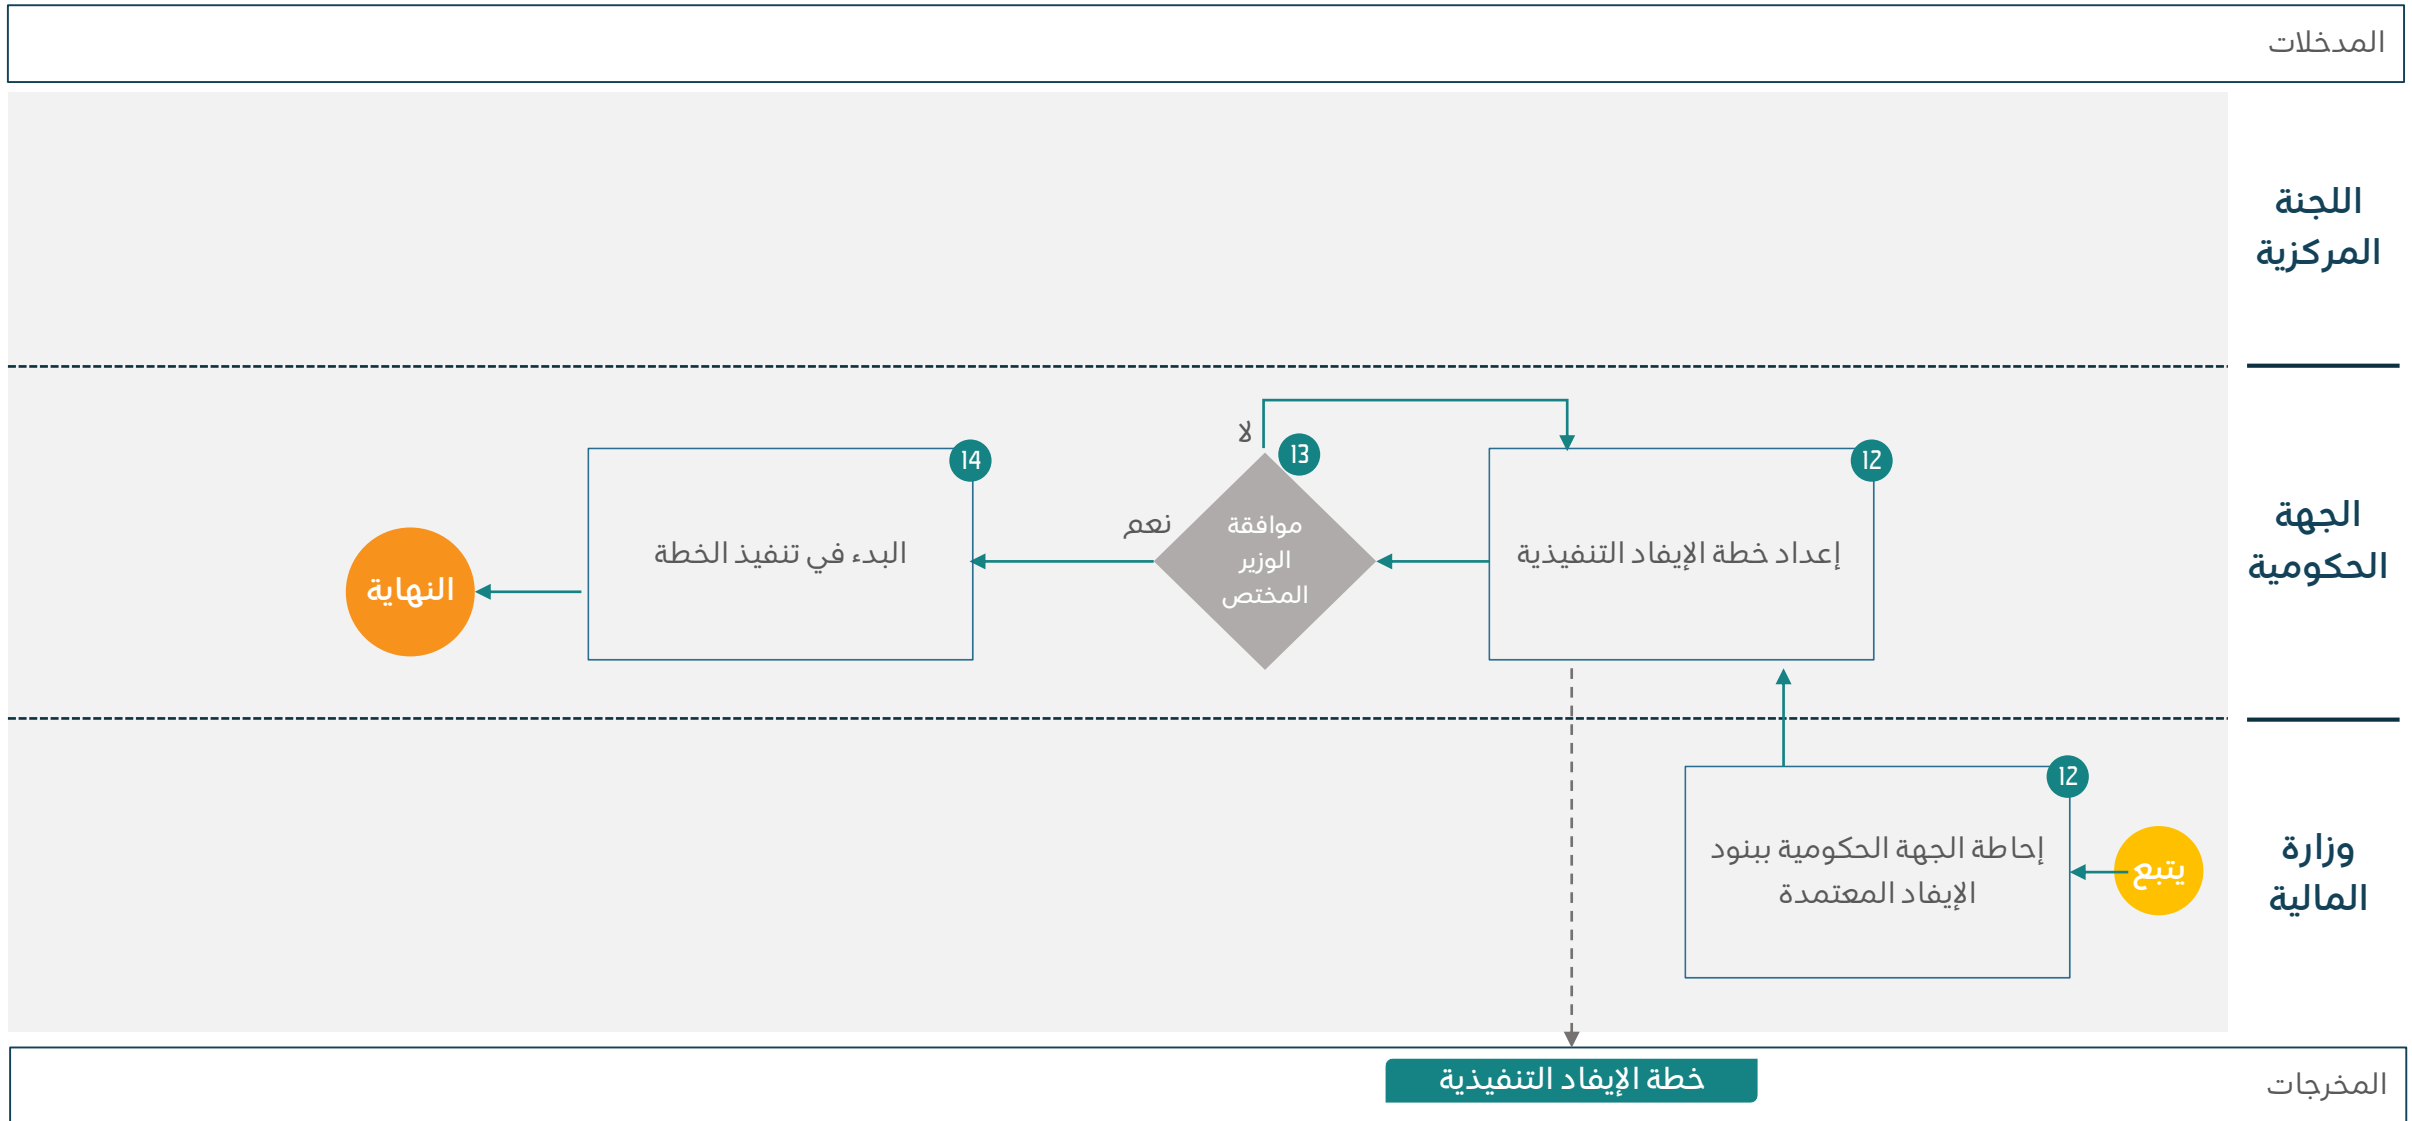 المدخلات
اللجنة
المركزية
الجهة
الحكومية
12
إعداد خطة الإيفاد التنفيذية
13
لا
موافقة
الوزير
المختص
نعم
14
البدء في تنفيذ الخطة
النهاية
وزارة
المالية
يتبع
12
إحاطة الجهة الحكومية ببنود
الإيفاد المعتمدة
المخرجات
خطة الإيفاد التنفيذية